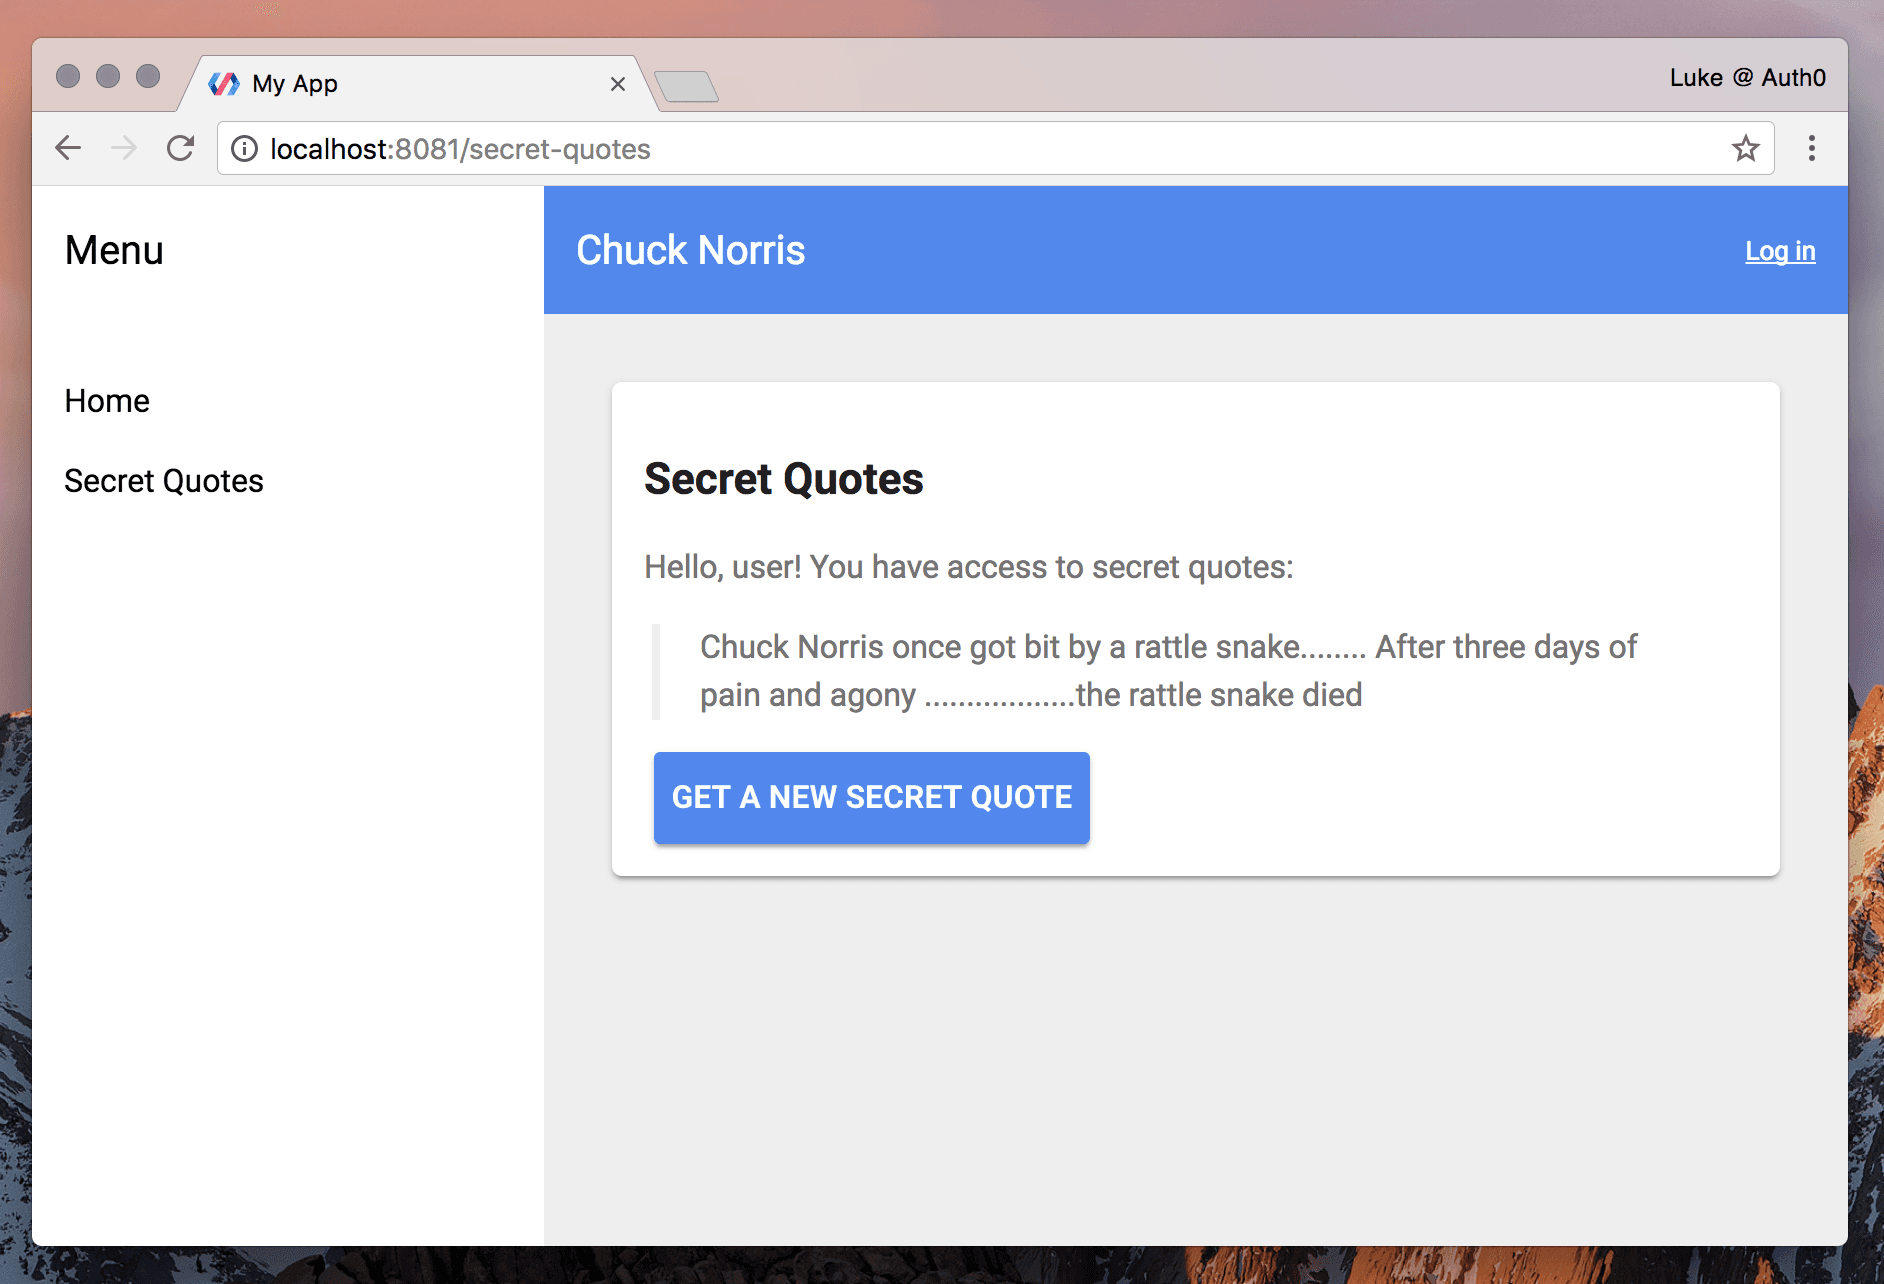 My App
Luke @ Auth0
localhost:8081/secret-quotes
Menu
Chuck Norris
Log in
Home
Secret Quotes
Secret Quotes
Hello, user! You have access to secret quotes:
Chuck Norris once got bit by a rattle snake........ After three days of
pain and agony ..................the rattle snake died
GET A NEW SECRET QUOTE